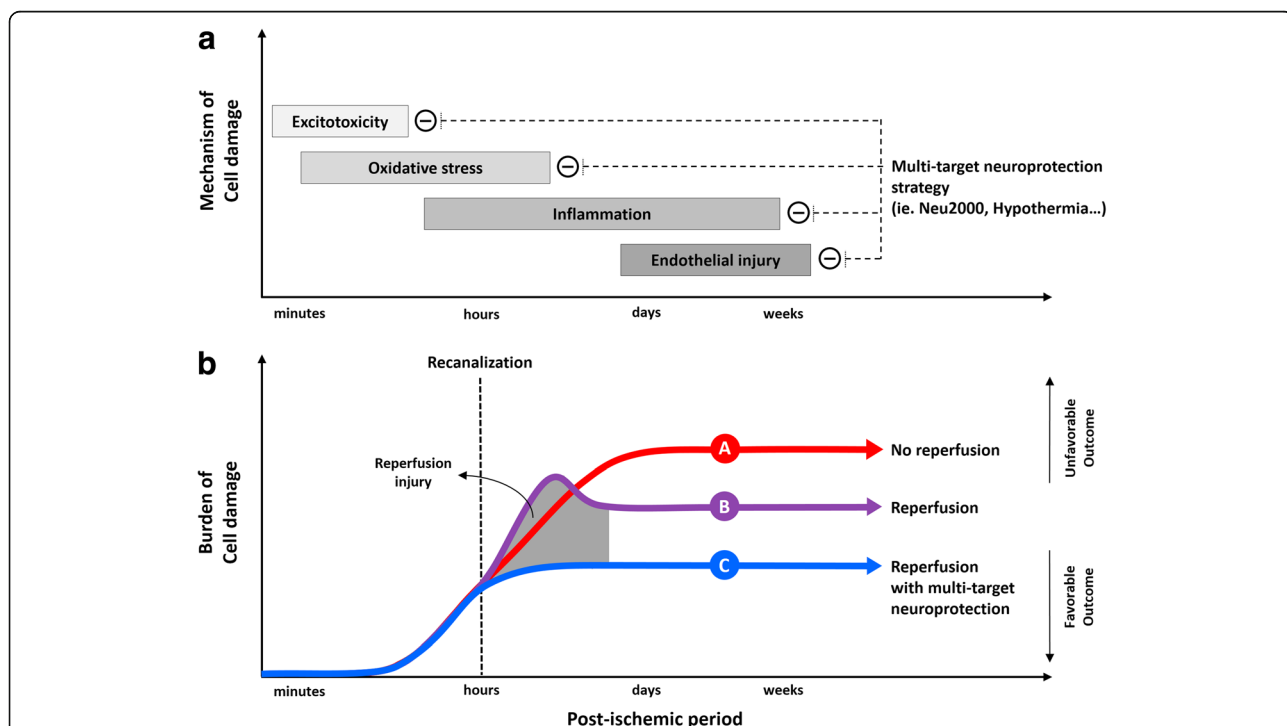 a
Mechanism of
Cell damage
Excitotoxicity
Oxidative stress
Inflammation
Endothelial injury
Multi-target neuroprotection
strategy
(ie. Neu2000, Hypothermia...)
minutes
hours
days
weeks
b
Burden of
Cell damage
Recanalization
Reperfusion
injury
A
No reperfusion
B
Reperfusion
C
Reperfusion
with multi-target
neuroprotection
Unfavorable
Outcome
Favorable
Outcome
minutes
hours
days
weeks
Post-ischemic period